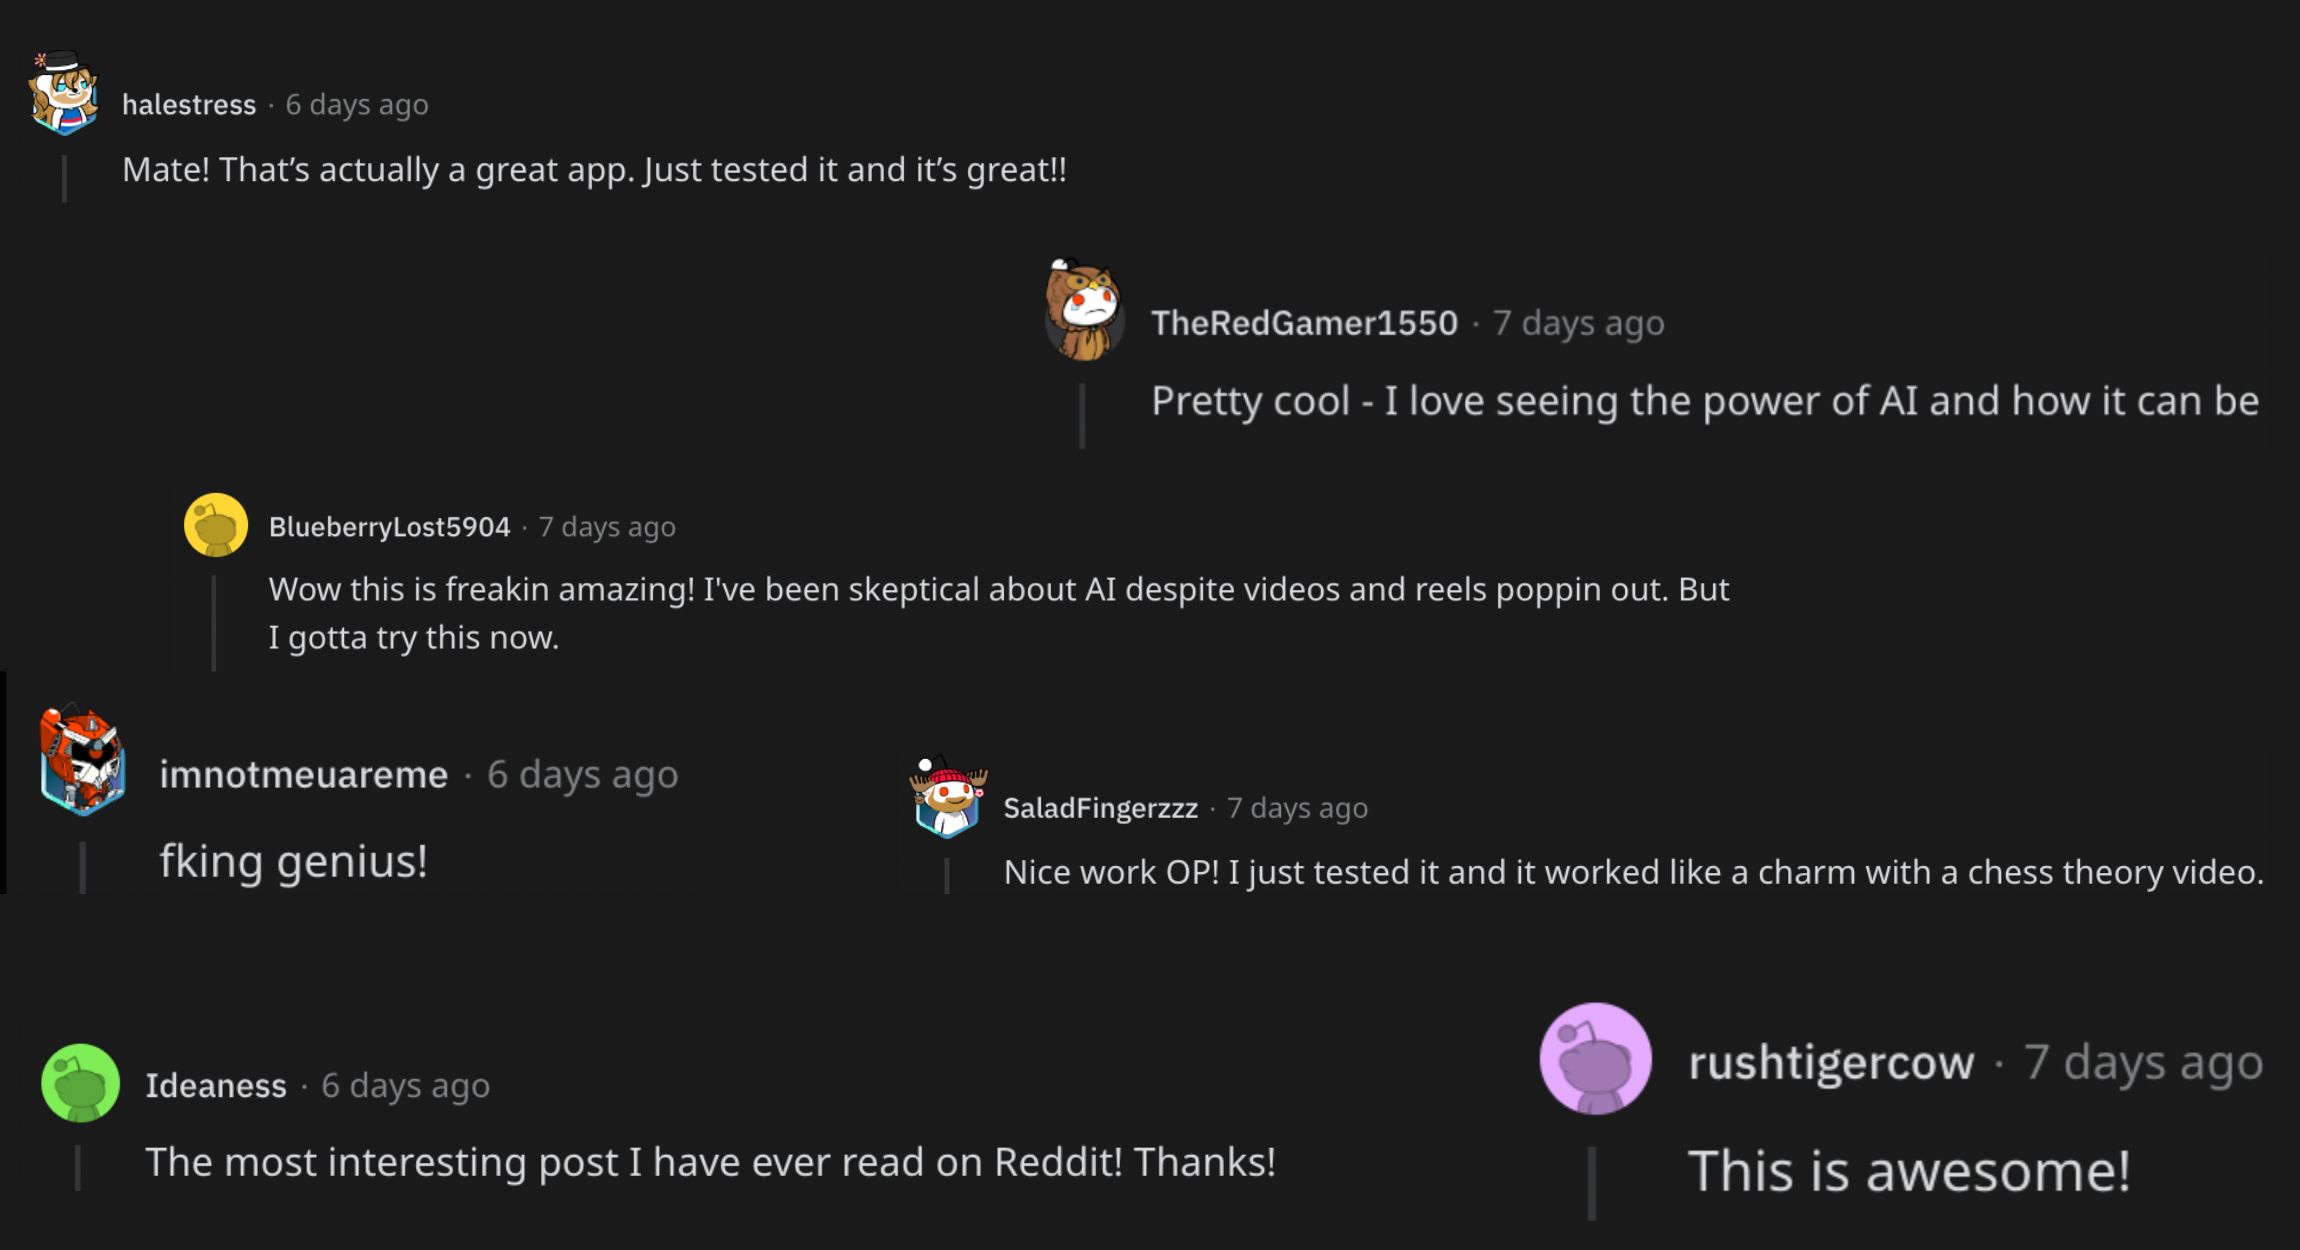 halestress · 6 days ago
Mate! That’s actually a great app. Just tested it and it’s great!!
TheRedGamer1550 · 7 days ago
Pretty cool - I love seeing the power of AI and how it can be
BlueberryLost5904 · 7 days ago
Wow this is freakin amazing! I've been skeptical about AI despite videos and reels poppin out. But
I gotta try this now.
imnotmeuareme · 6 days ago
fking genius!
SaladFingerzzz · 7 days ago
Nice work OP! I just tested it and it worked like a charm with a chess theory video.
Ideaness · 6 days ago
The most interesting post I have ever read on Reddit! Thanks!
rushtigercow · 7 days ago
This is awesome!